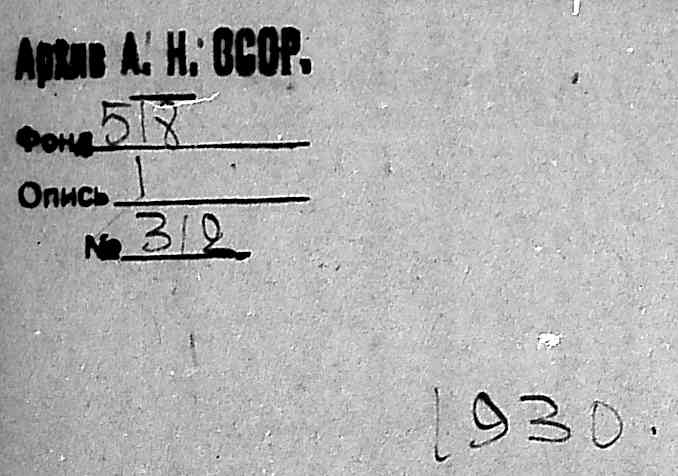 Архив А. Н. СССР.
Фонд 518
Опись 1
№ 312
1930.